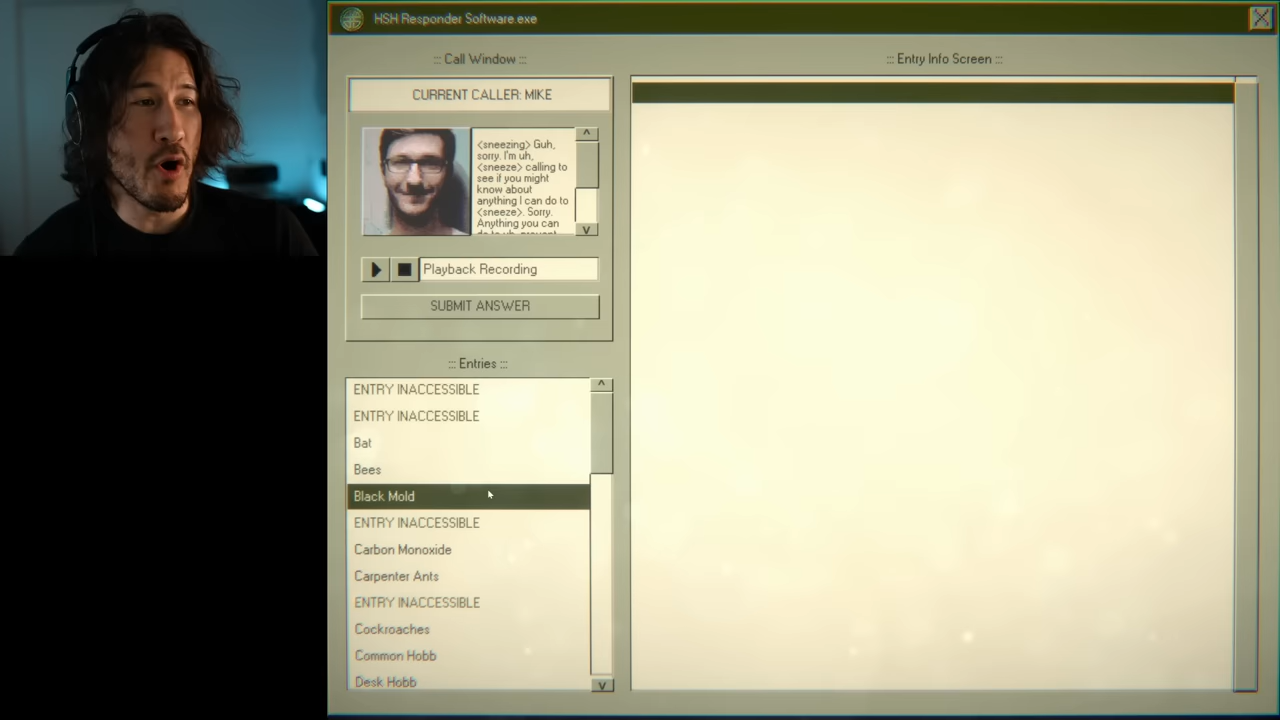 HSH Responder Software.exe
::: Call Window :::
CURRENT CALLER: MIKE
<sneezing> Guh,
sorry. I'm uh,
<sneeze> calling to
see if you might
know about
anything I can do to
<sneeze>. Sorry.
Anything you can
Playback Recording
SUBMIT ANSWER
::: Entries :::
ENTRY INACCESSIBLE
ENTRY INACCESSIBLE
Bat
Bees
Black Mold
ENTRY INACCESSIBLE
Carbon Monoxide
Carpenter Ants
ENTRY INACCESSIBLE
Cockroaches
Common Hobb
Desk Hobb
::: Entry Info Screen :::